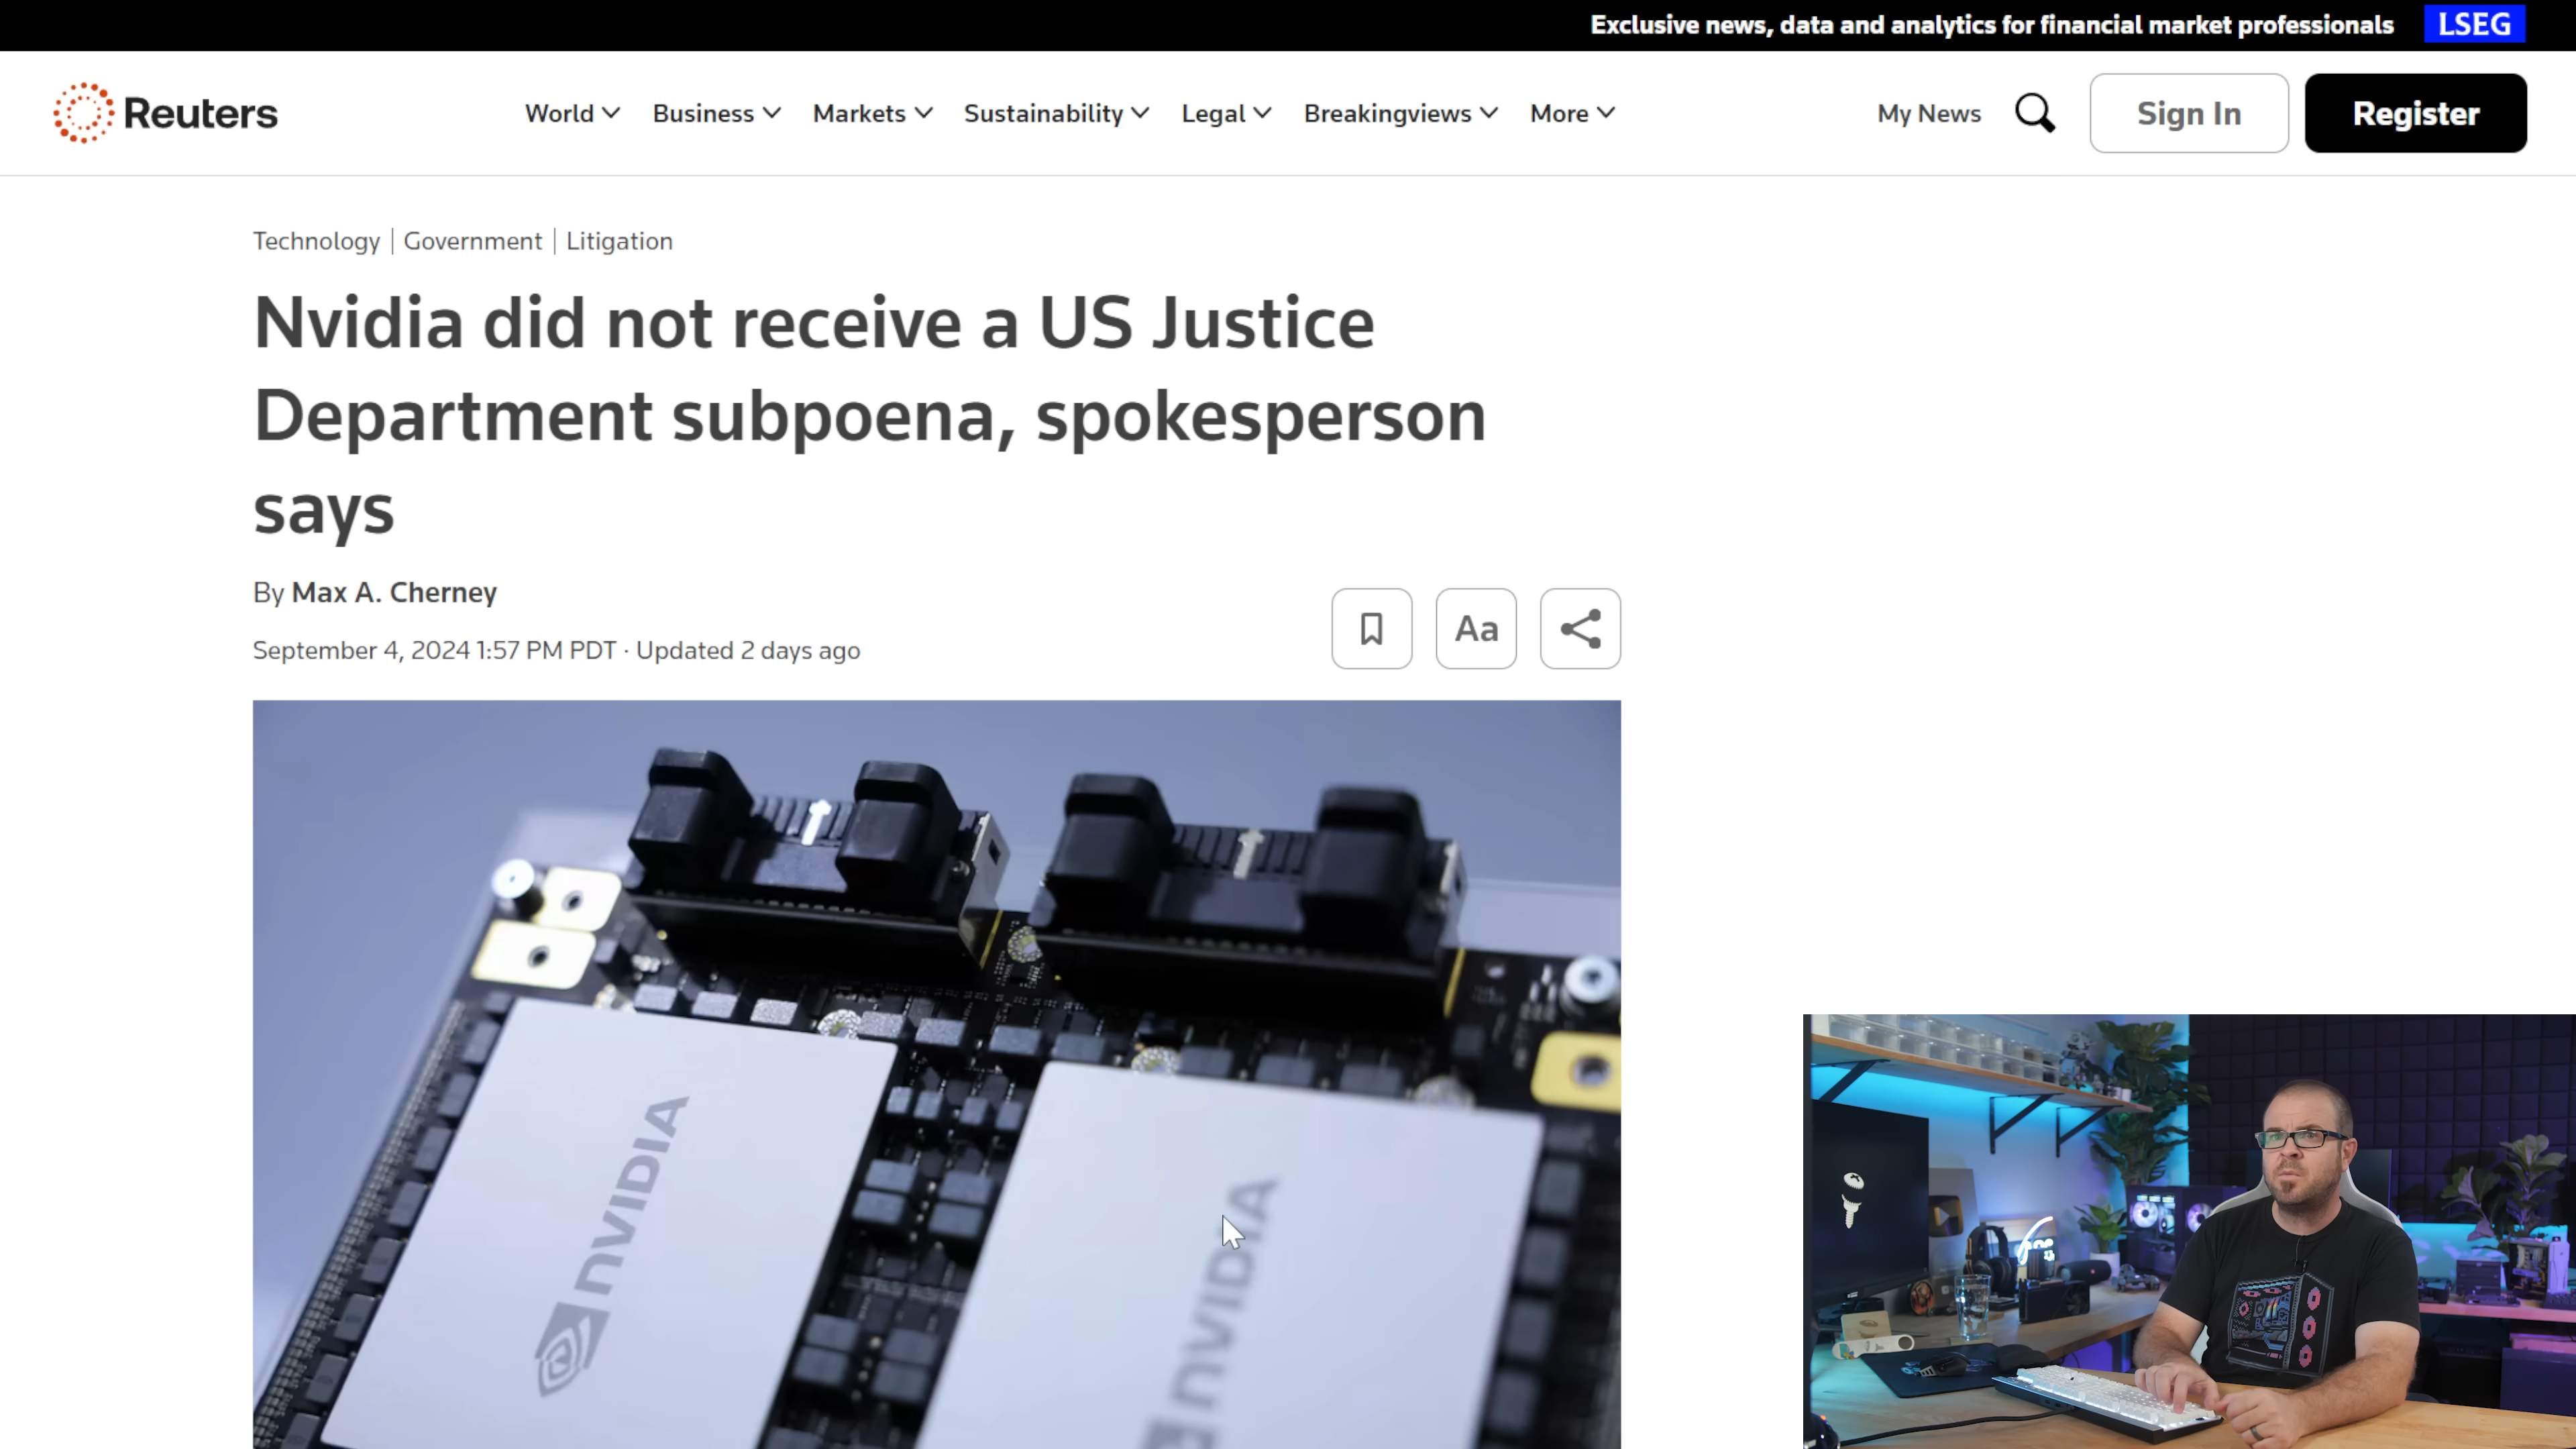 Exclusive news, data and analytics for financial market professionals LSEG
Reuters World Business Markets Sustainability Legal Breakingviews More My News Sign In Register
Technology | Government | Litigation
Nvidia did not receive a US Justice
Department subpoena, spokesperson
says
By Max A. Cherney
September 4, 2024 1:57 PM PDT · Updated 2 days ago
Aa
NVIDIA
NVIDIA